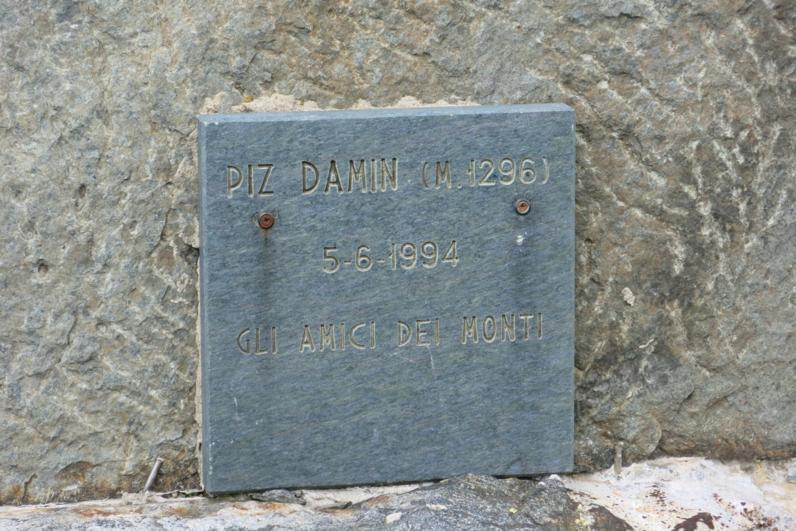 PIZ DAMIN (M.1296)
5-6-1994
GLI AMICI DEI MONTI